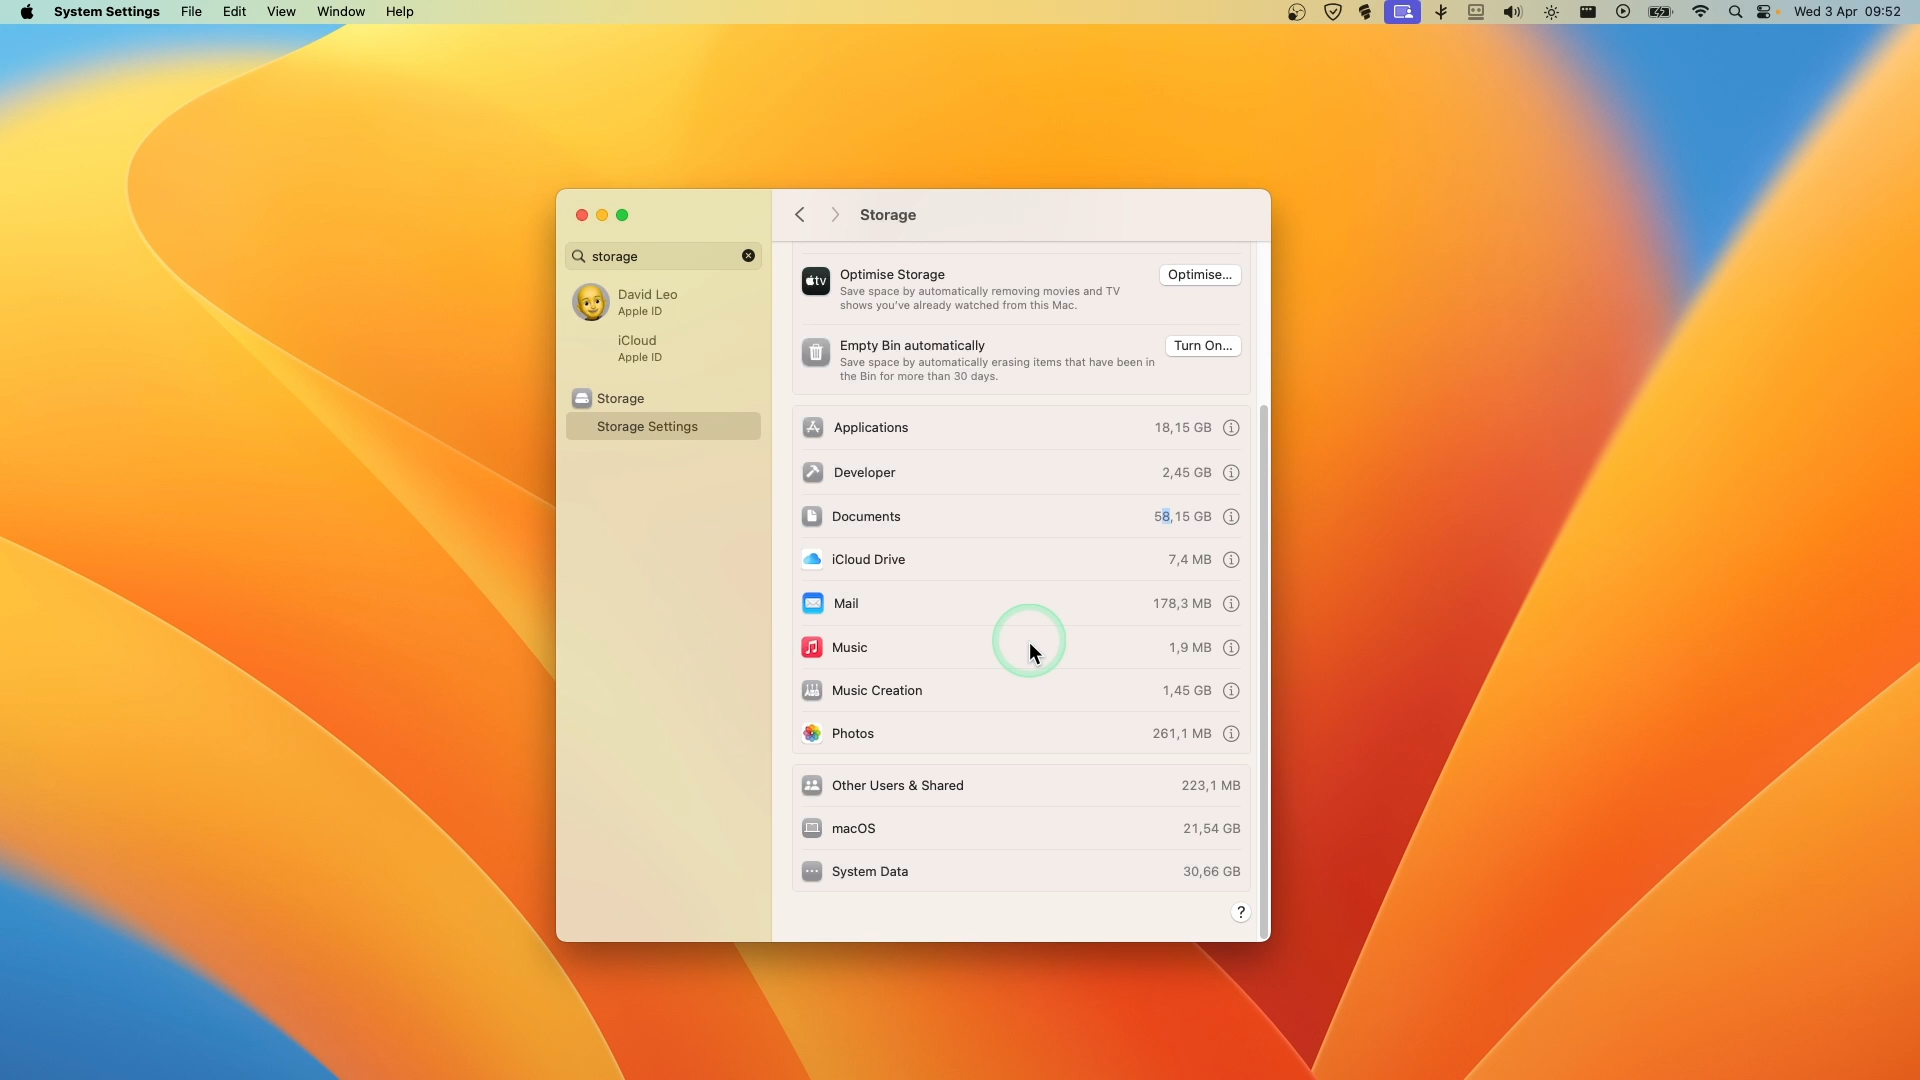 System Settings File Edit View Window Help Wed 3 Apr 09:52
Storage
storage
David Leo
Apple ID
iCloud
Apple ID
Storage
Storage Settings
tv
Optimise Storage
Optimise...
Save space by automatically removing movies and TV
shows you've already watched from this Mac.
Empty Bin automatically
Turn On...
Save space by automatically erasing items that have been in
the Bin for more than 30 days.
Applications 18,15 GB
Developer 2,45 GB
Documents 58,15 GB
iCloud Drive 7,4 MB
Mail 178,3 MB
Music 1,9 MB
Music Creation 1,45 GB
Photos 261,1 MB
Other Users & Shared 223,1 MB
macOS 21,54 GB
System Data 30,66 GB
?